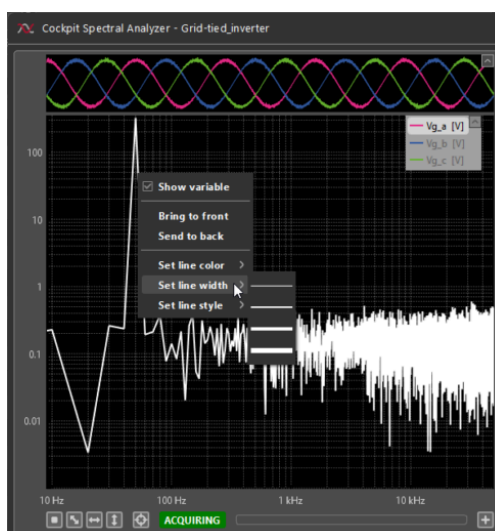 Cockpit Spectral Analyzer - Grid-tied_inverter
Vg_a [V]
Vg_b [V]
Vg_c [V]
100
10
1
0.1
0.01
Show variable
Bring to front
Send to back
Set line color
Set line width
Set line style
10 Hz 100 Hz 1 kHz 10 kHz
ACQUIRING